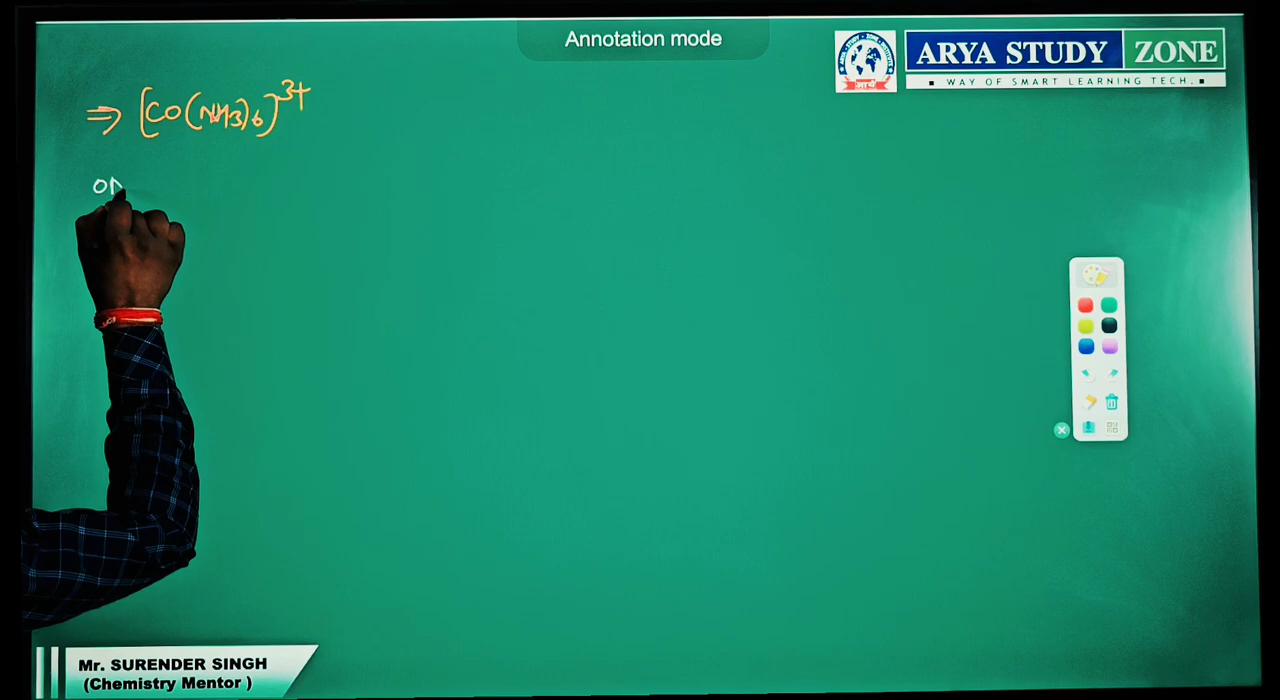 Annotation mode
ARYA STUDY ZONE
WAY OF SMART LEARNING TECH.
⇒ [CO(NH3)6]3+
ON
Mr. SURENDER SINGH
(Chemistry Mentor )